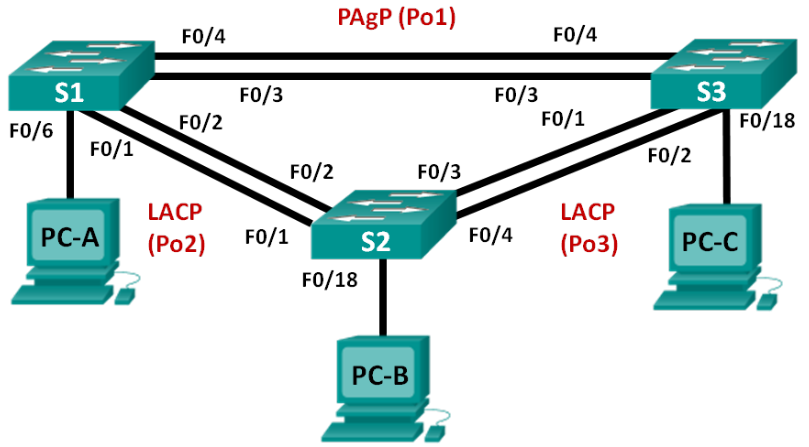 PAgP (Po1)
F0/4
F0/4
S1
S3
F0/3
F0/3
F0/6
F0/1
F0/2
F0/1
F0/18
F0/2
F0/3
F0/2
PC-A
LACP
(Po2)
F0/1
S2
F0/4
LACP
(Po3)
PC-C
F0/18
PC-B